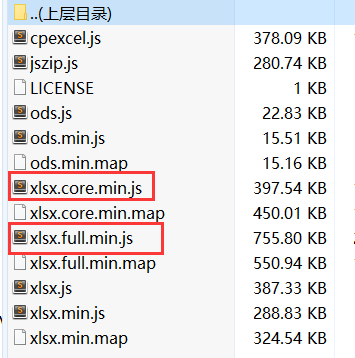 ..(上层目录)
cpexcel.js 378.09 KB
jszip.js 280.74 KB
LICENSE 1 KB
ods.js 22.83 KB
ods.min.js 15.51 KB
ods.min.map 15.16 KB
xlsx.core.min.js 397.54 KB
xlsx.core.min.map 450.01 KB
xlsx.full.min.js 755.80 KB
xlsx.full.min.map 550.94 KB
xlsx.js 387.33 KB
xlsx.min.js 288.83 KB
xlsx.min.map 324.54 KB